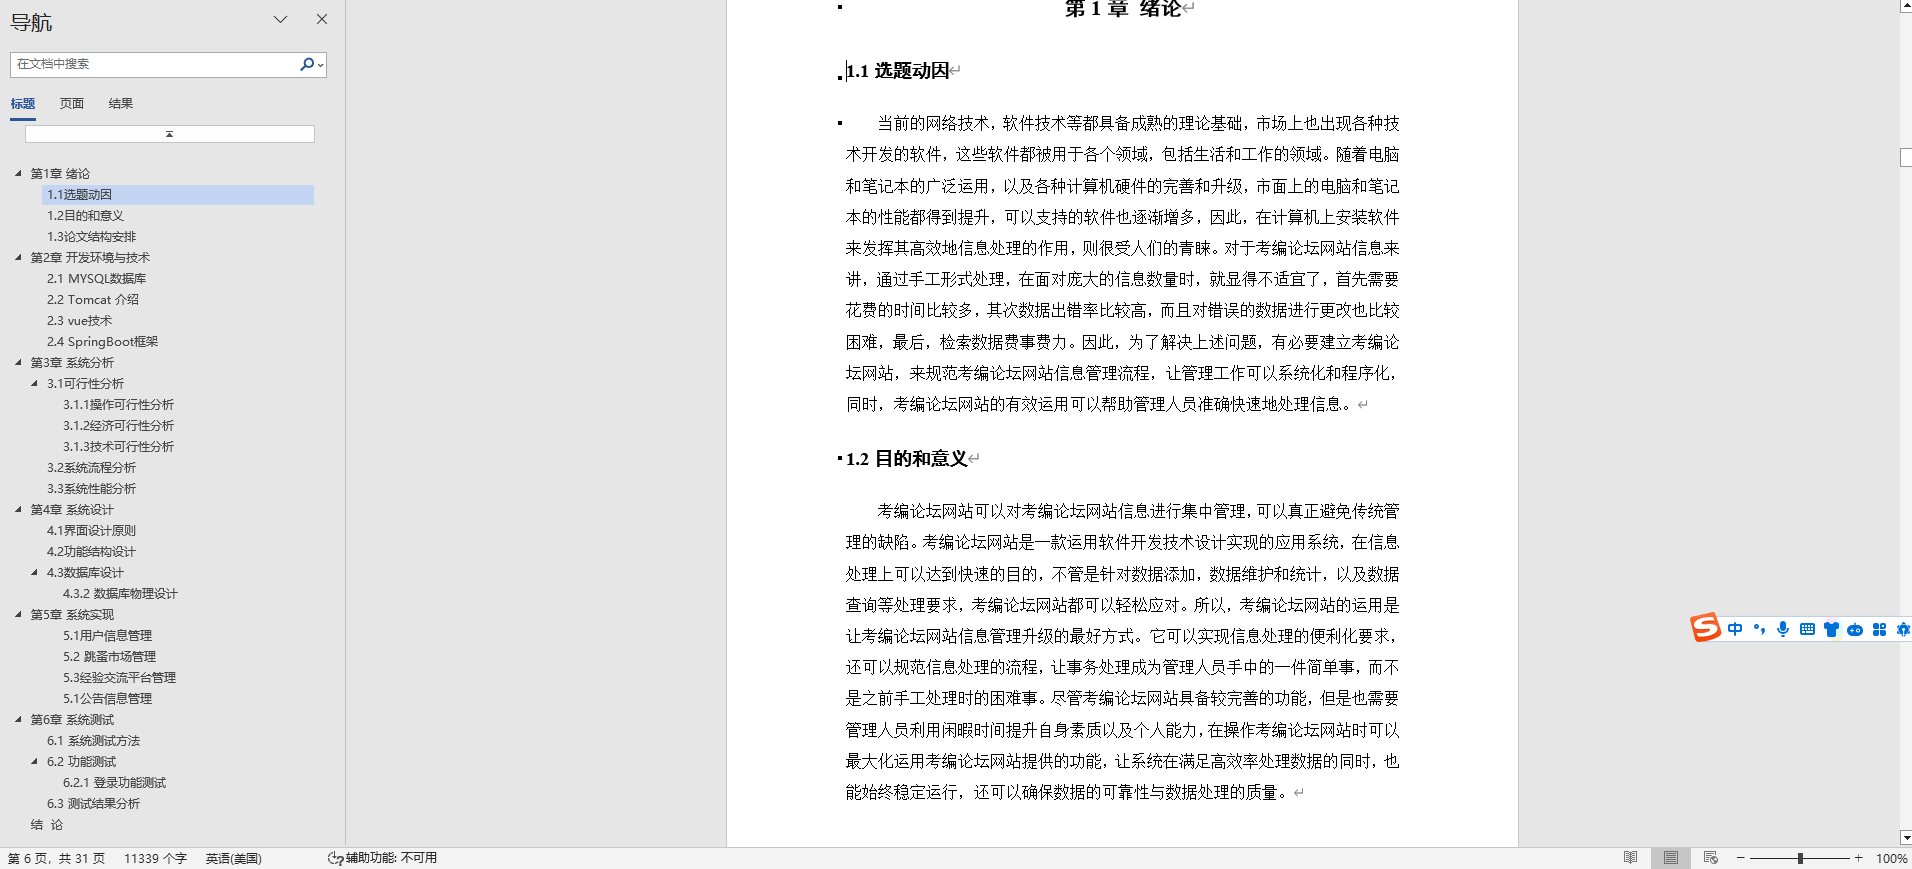 导航
在文档中搜索
标题 页面 结果
第1章 绪论
1.1选题动因
1.2目的和意义
1.3论文结构安排
第2章 开发环境与技术
2.1 MYSQL数据库
2.2 Tomcat 介绍
2.3 vue技术
2.4 SpringBoot框架
第3章 系统分析
3.1可行性分析
3.1.1操作可行性分析
3.1.2经济可行性分析
3.1.3技术可行性分析
3.2系统流程分析
3.3系统性能分析
第4章 系统设计
4.1界面设计原则
4.2功能结构设计
4.3数据库设计
4.3.2 数据库物理设计
第5章 系统实现
5.1用户信息管理
5.2 跳蚤市场管理
5.3经验交流平台管理
5.1公告信息管理
第6章 系统测试
6.1 系统测试方法
6.2 功能测试
6.2.1 登录功能测试
6.3 测试结果分析
结 论
第 1 章 绪论
1.1 选题动因
当前的网络技术，软件技术等都具备成熟的理论基础，市场上也出现各种技
术开发的软件，这些软件都被用于各个领域，包括生活和工作的领域。随着电脑
和笔记本的广泛运用，以及各种计算机硬件的完善和升级，市面上的电脑和笔记
本的性能都得到提升，可以支持的软件也逐渐增多，因此，在计算机上安装软件
来发挥其高效地信息处理的作用，则很受人们的青睐。对于考编论坛网站信息来
讲，通过手工形式处理，在面对庞大的信息数量时，就显得不适宜了，首先需要
花费的时间比较多，其次数据出错率比较高，而且对错误的数据进行更改也比较
困难，最后，检索数据费事费力。因此，为了解决上述问题，有必要建立考编论
坛网站，来规范考编论坛网站信息管理流程，让管理工作可以系统化和程序化，
同时，考编论坛网站的有效运用可以帮助管理人员准确快速地处理信息。
1.2 目的和意义
考编论坛网站可以对考编论坛网站信息进行集中管理，可以真正避免传统管
理的缺陷。考编论坛网站是一款运用软件开发技术设计实现的应用系统，在信息
处理上可以达到快速的目的，不管是针对数据添加，数据维护和统计，以及数据
查询等处理要求，考编论坛网站都可以轻松应对。所以，考编论坛网站的运用是
让考编论坛网站信息管理升级的最好方式。它可以实现信息处理的便利化要求，
还可以规范信息处理的流程，让事务处理成为管理人员手中的一件简单事，而不
是之前手工处理时的困难事。尽管考编论坛网站具备较完善的功能，但是也需要
管理人员利用闲暇时间提升自身素质以及个人能力，在操作考编论坛网站时可以
最大化运用考编论坛网站提供的功能，让系统在满足高效率处理数据的同时，也
能始终稳定运行，还可以确保数据的可靠性与数据处理的质量。
S 中
第 6 页，共 31 页 11339 个字 英语(美国) 辅助功能: 不可用 100%